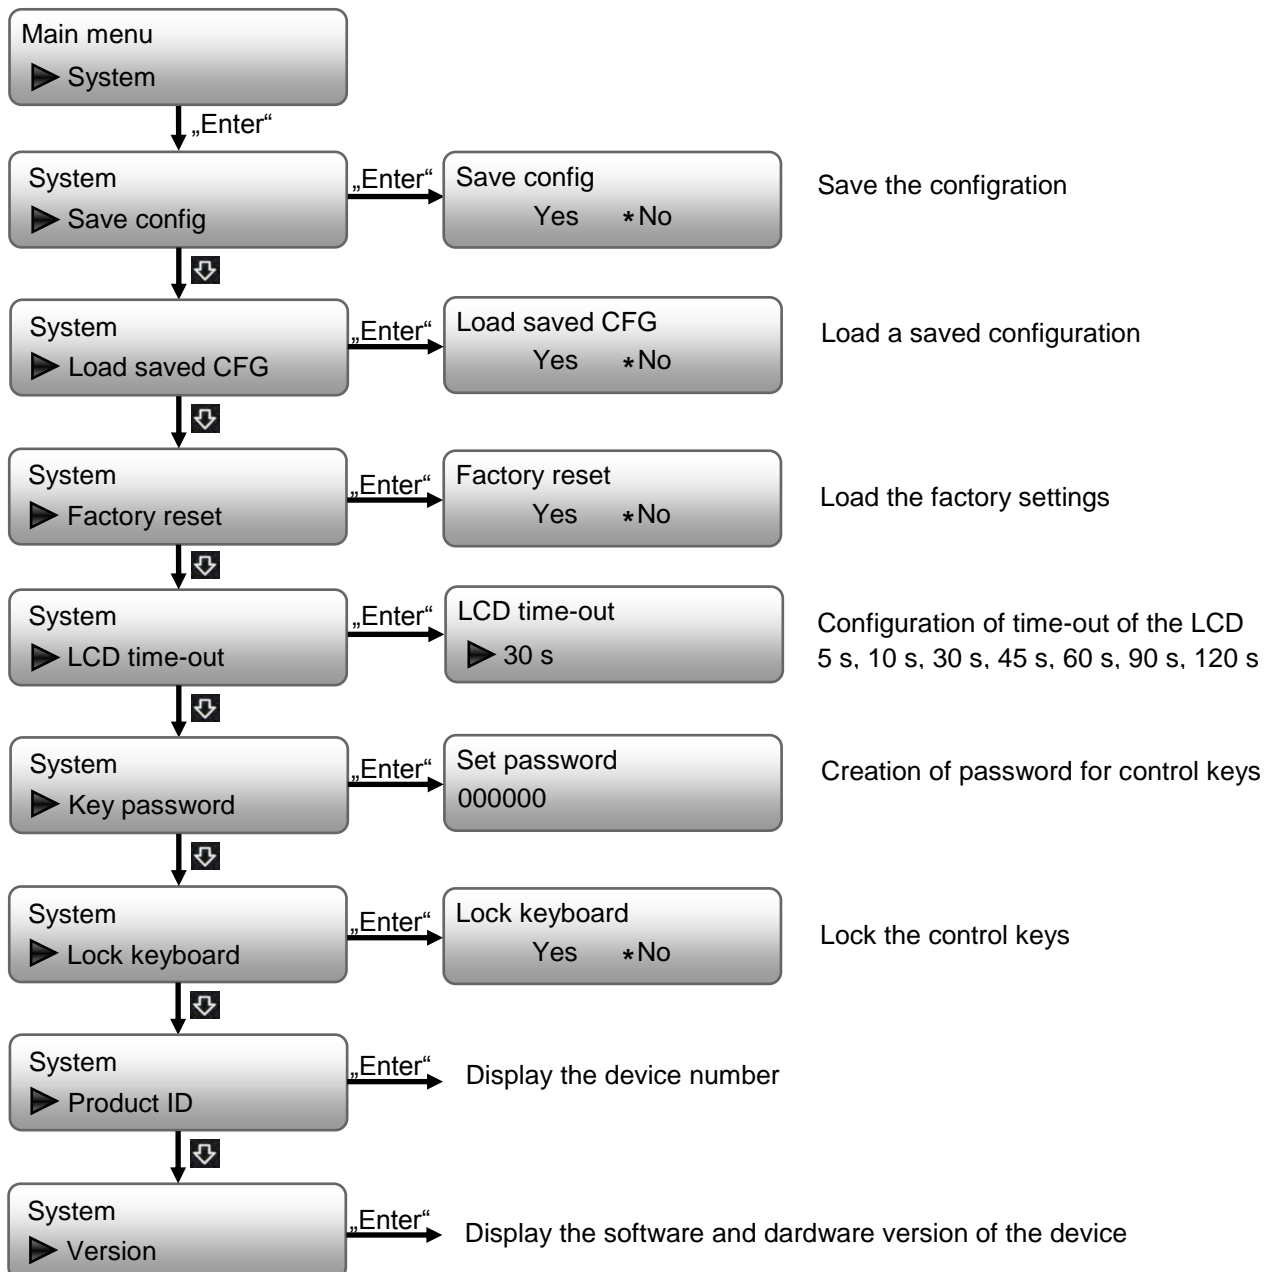 Main menu
System
„Enter“
System
Save config
„Enter“
Save config
Yes *No
Save the configration
System
Load saved CFG
„Enter“
Load saved CFG
Yes *No
Load a saved configuration
System
Factory reset
„Enter“
Factory reset
Yes *No
Load the factory settings
System
LCD time-out
„Enter“
LCD time-out
30 s
Configuration of time-out of the LCD
5 s, 10 s, 30 s, 45 s, 60 s, 90 s, 120 s
System
Key password
„Enter“
Set password
000000
Creation of password for control keys
System
Lock keyboard
„Enter“
Lock keyboard
Yes *No
Lock the control keys
System
Product ID
„Enter“
Display the device number
System
Version
„Enter“
Display the software and dardware version of the device